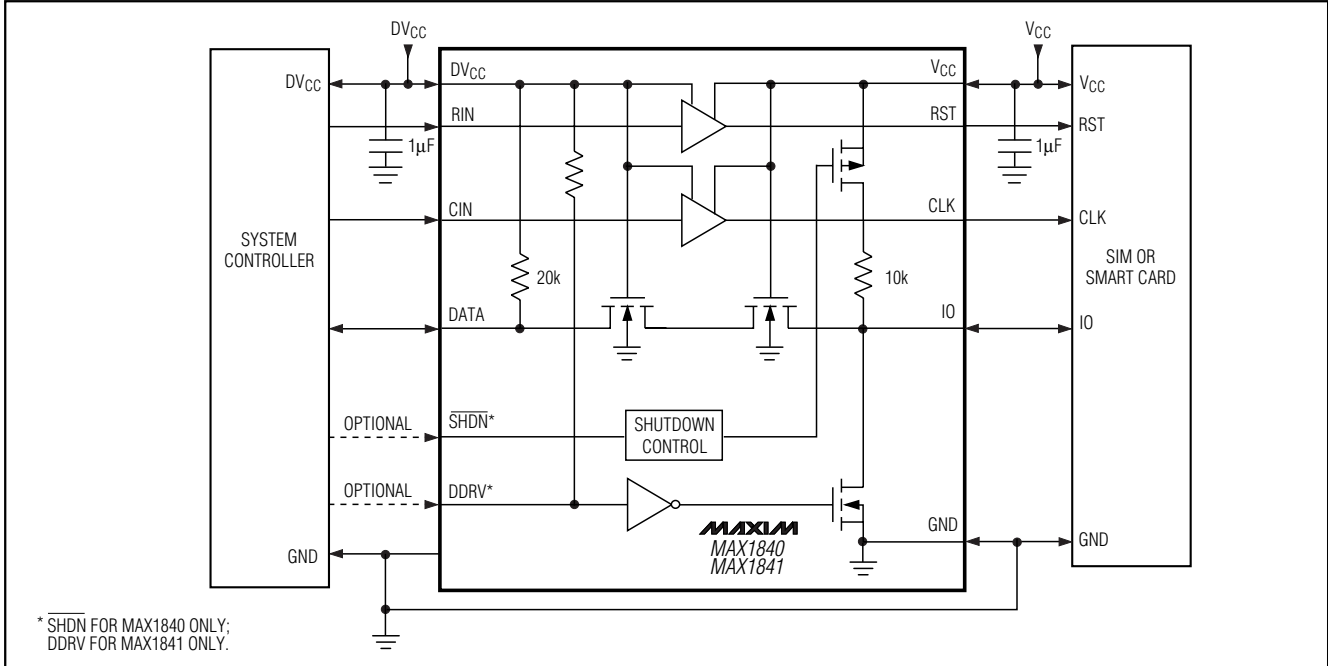 DVCC
VCC
DVCC
DVCC
VCC
VCC
RIN
RST
RST
1µF
1µF
CIN
CLK
CLK
SYSTEM
CONTROLLER
SIM OR
SMART CARD
20k
10k
DATA
IO
IO
OPTIONAL
SHDN*
SHUTDOWN
CONTROL
OPTIONAL
DDRV*
MAXIM
MAX1840
MAX1841
GND
GND
GND
* SHDN FOR MAX1840 ONLY;
DDRV FOR MAX1841 ONLY.